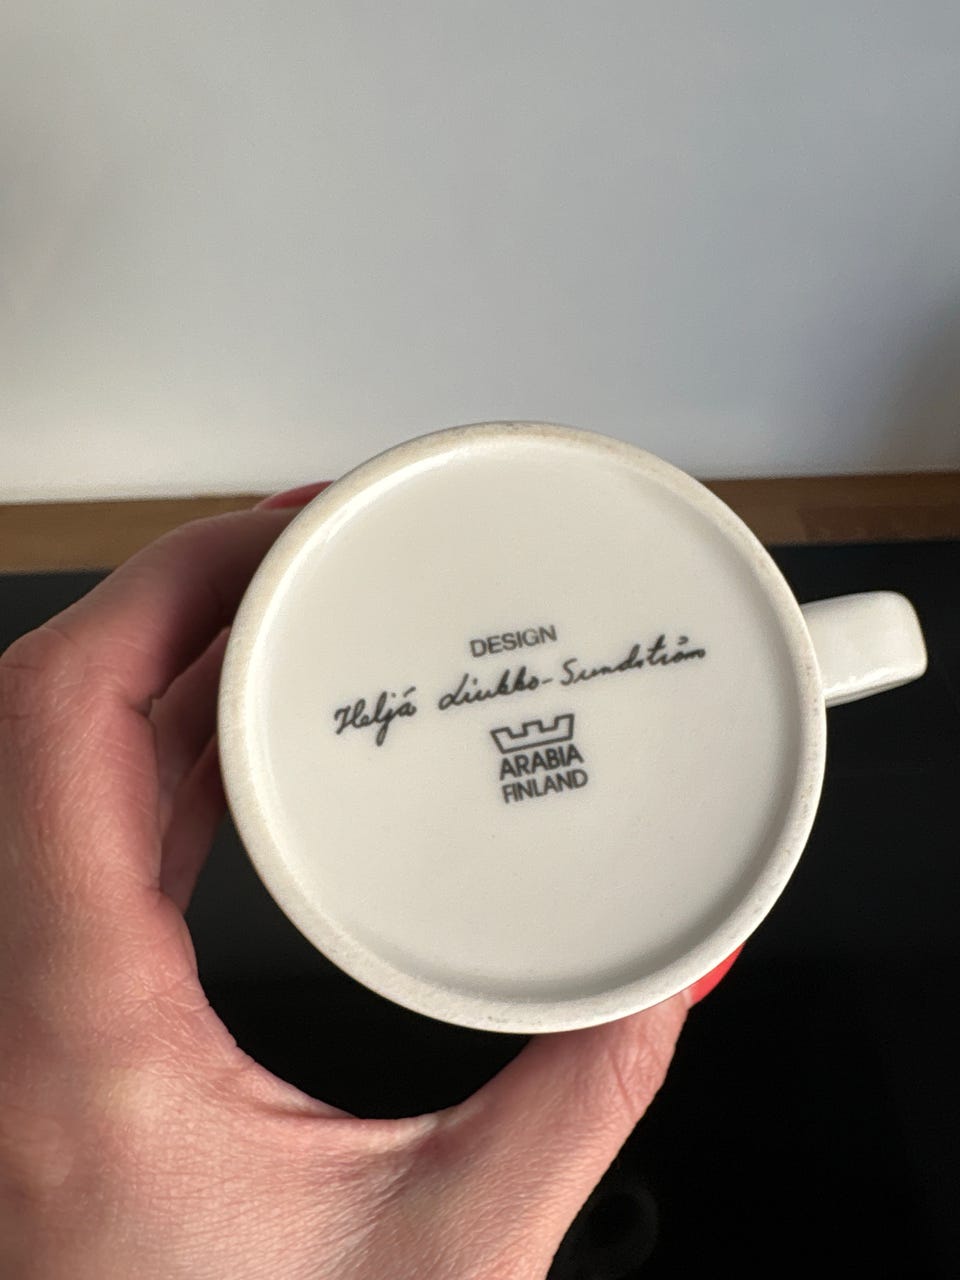 DESIGN
Heljä Liukko-Sundström
ARABIA
FINLAND